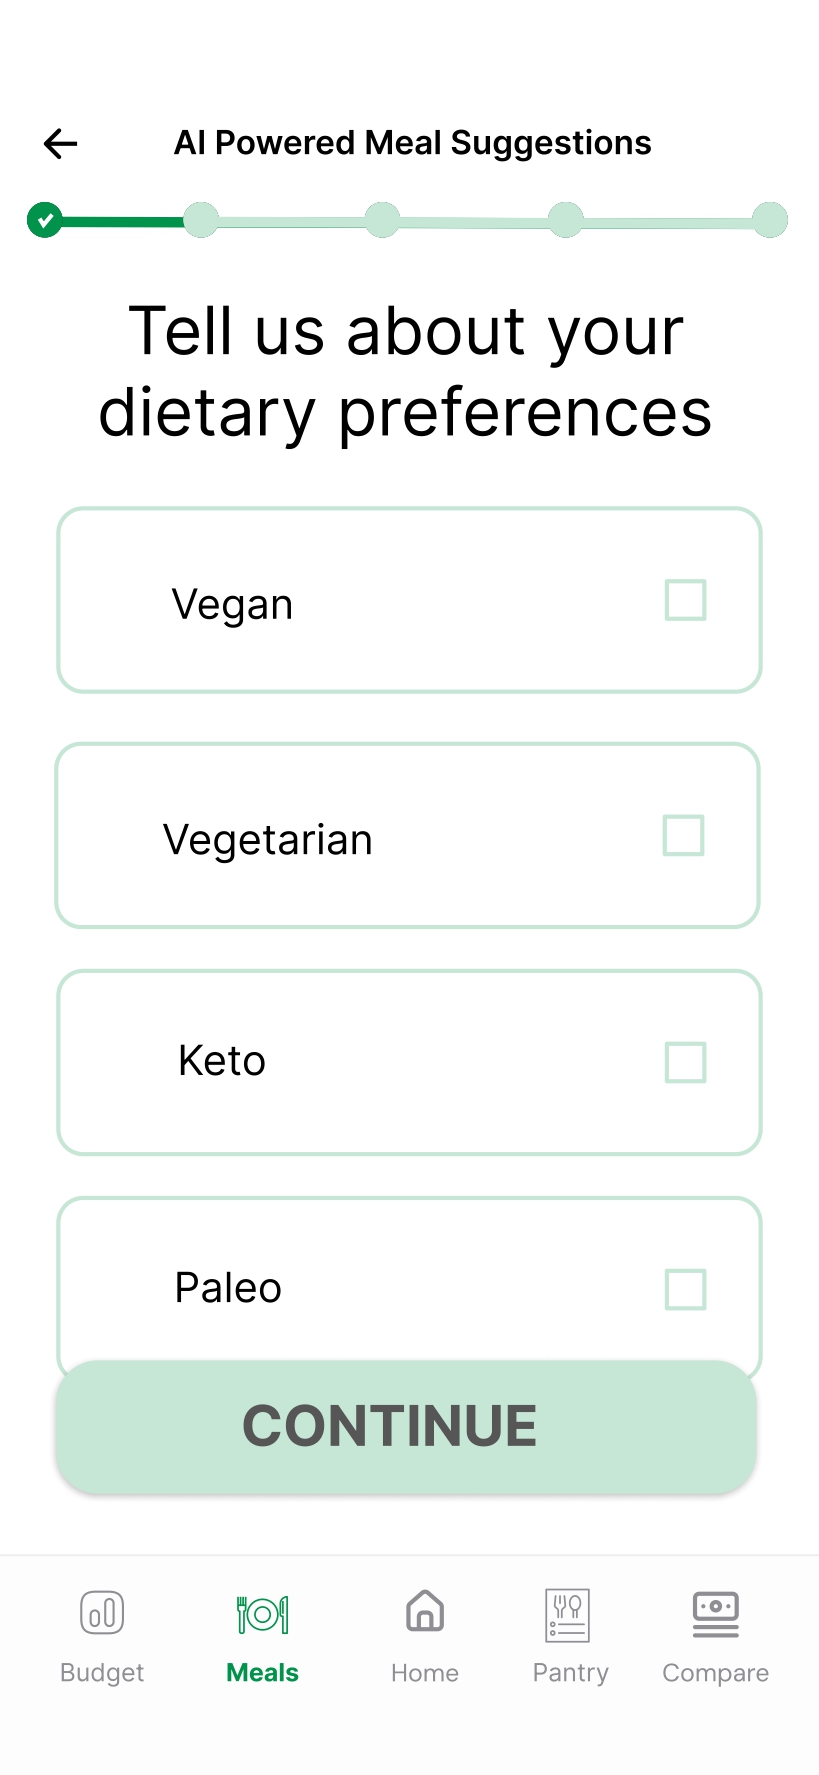 AI Powered Meal Suggestions
Tell us about your
dietary preferences
Vegan
Vegetarian
Keto
Paleo
CONTINUE
Budget
Meals
Home
Pantry
Compare